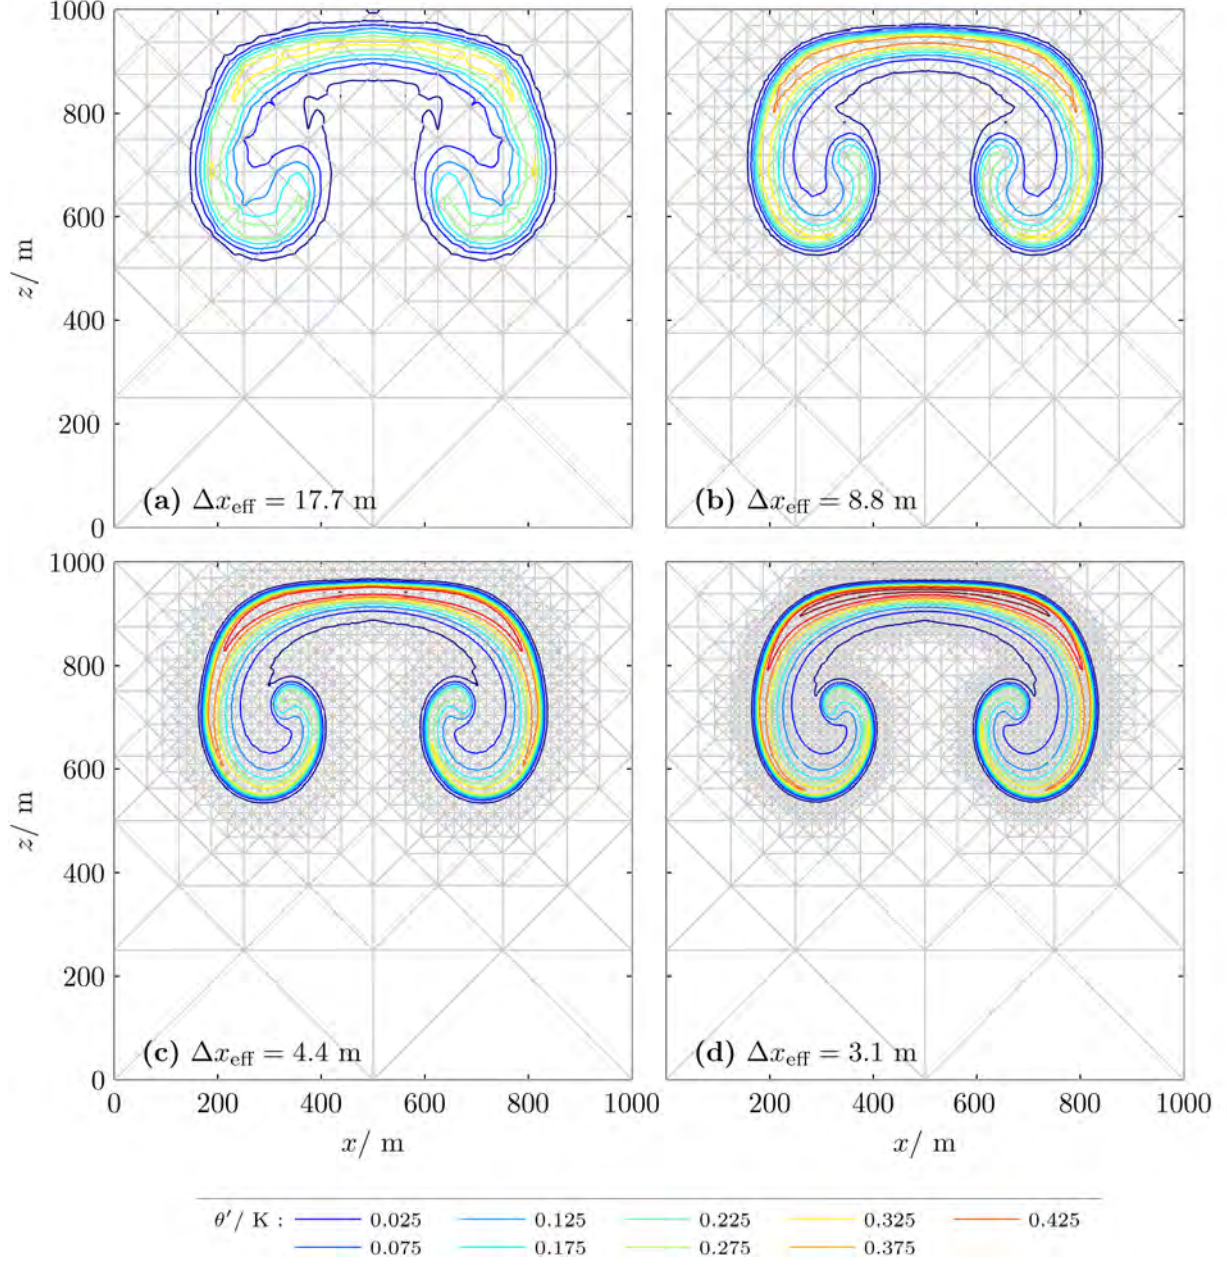 1000
800
600
400
200
0
z/ m
(a) Δx_eff = 17.7 m
(b) Δx_eff = 8.8 m
1000
800
600
400
200
0
z/ m
(c) Δx_eff = 4.4 m
(d) Δx_eff = 3.1 m
0 200 400 600 800 1000 200 400 600 800 1000
x/ m x/ m
θ′/ K : 0.025 0.125 0.225 0.325 0.425
0.075 0.175 0.275 0.375